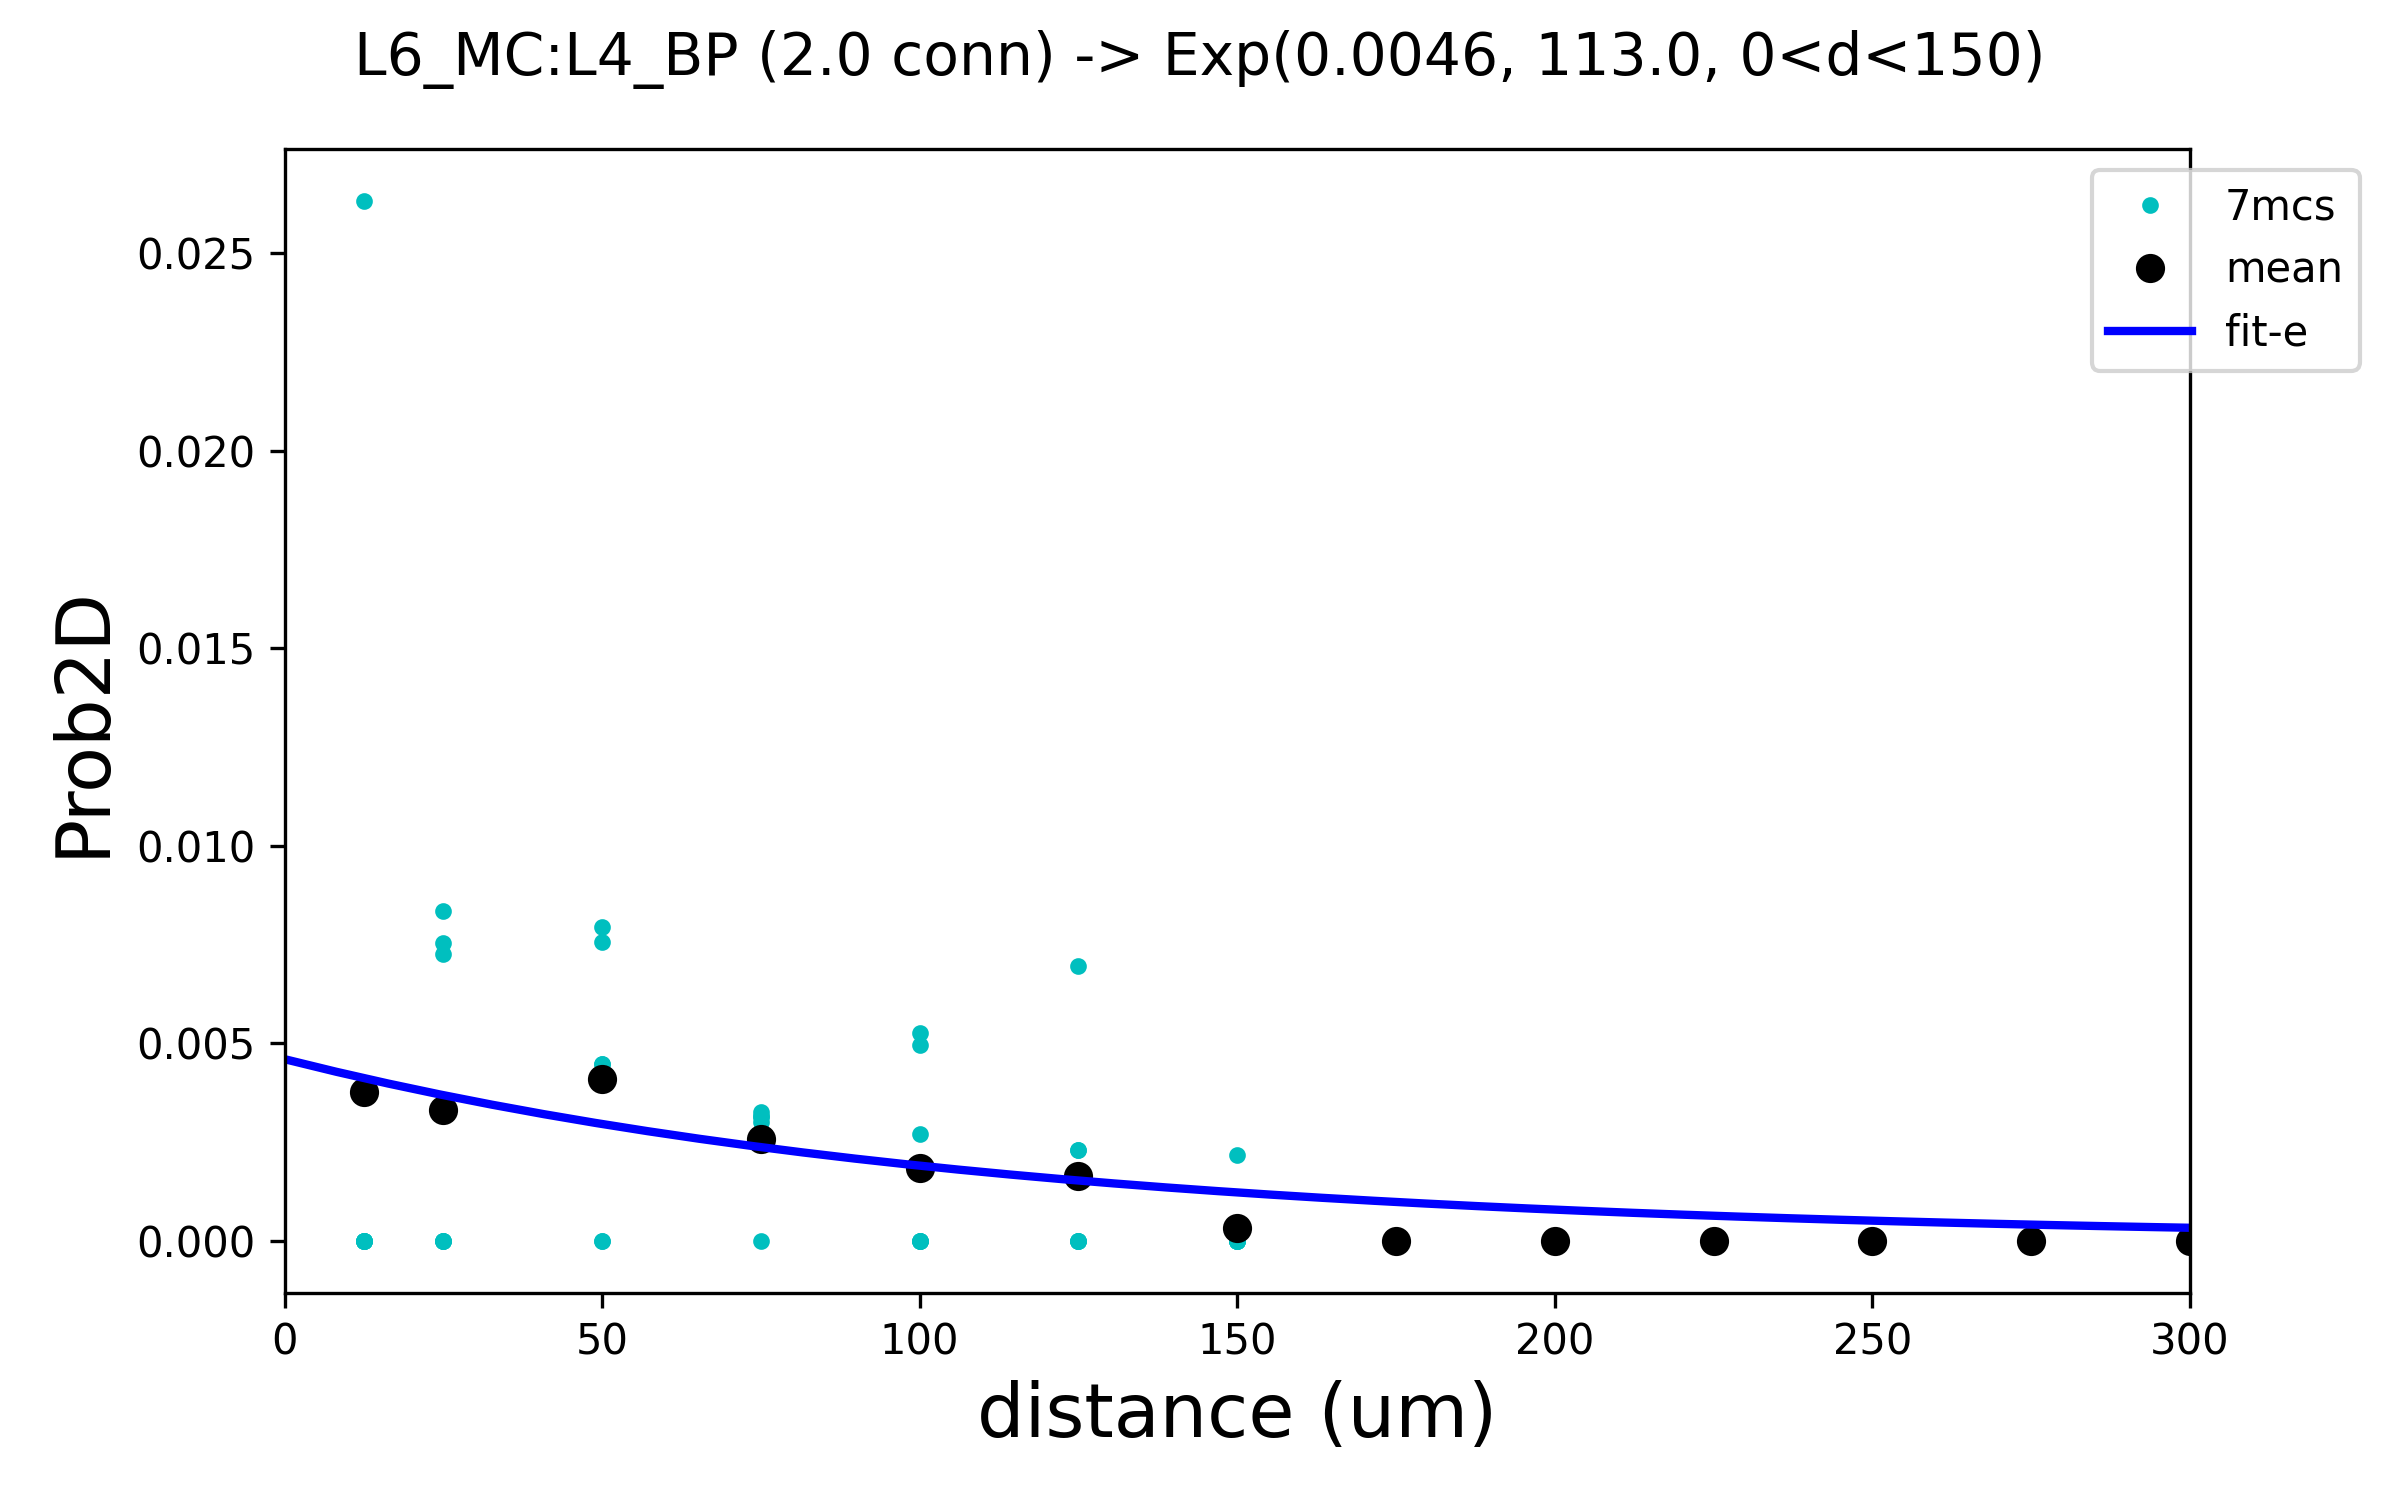 L6_MC:L4_BP (2.0 conn) -> Exp(0.0046, 113.0, 0<d<150)
7mcs
mean
fit-e
0.025
0.020
0.015
0.010
0.005
0.000
Prob2D
0 50 100 150 200 250 300
distance (um)